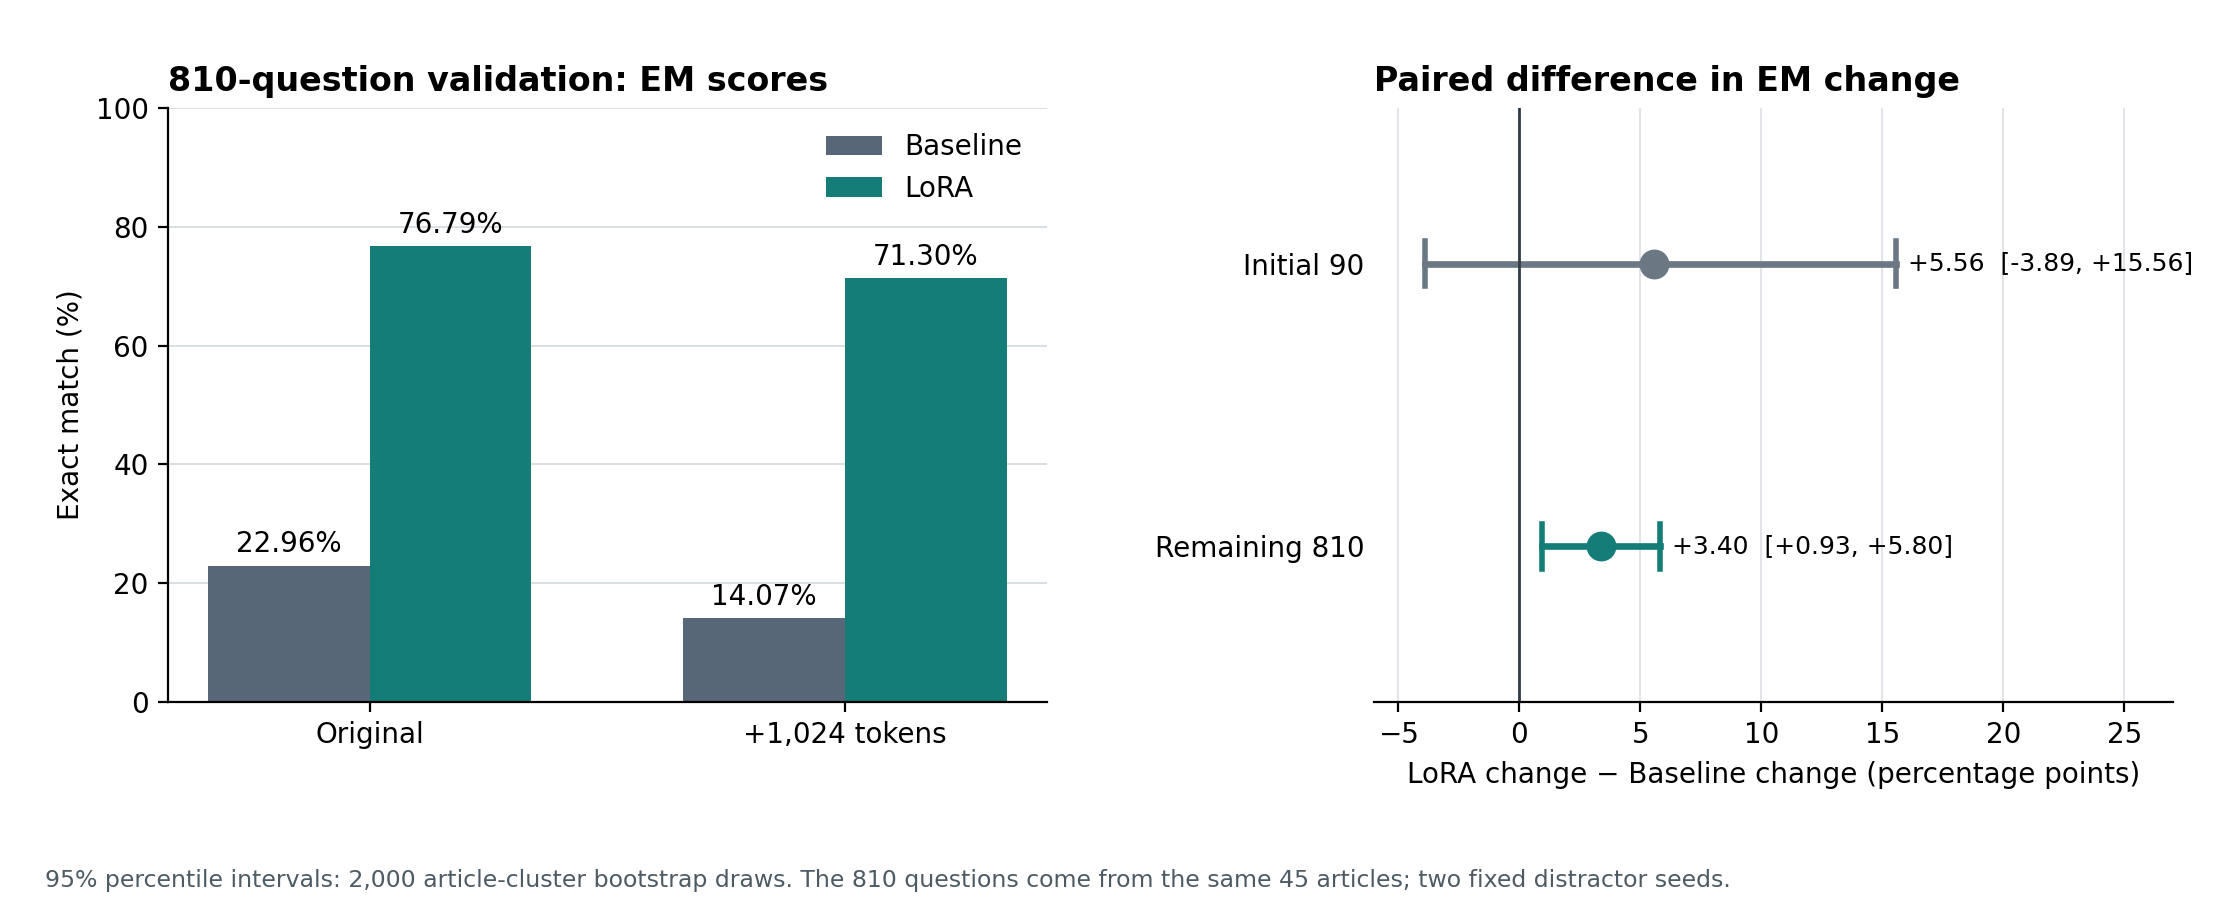 810-question validation: EM scores
Exact match (%)
100
80
60
40
20
0
Baseline
LoRA
22.96%
76.79%
14.07%
71.30%
Original
+1,024 tokens
Paired difference in EM change
Initial 90
+5.56 [-3.89, +15.56]
Remaining 810
+3.40 [+0.93, +5.80]
−5 0 5 10 15 20 25
LoRA change − Baseline change (percentage points)
95% percentile intervals: 2,000 article-cluster bootstrap draws. The 810 questions come from the same 45 articles; two fixed distractor seeds.